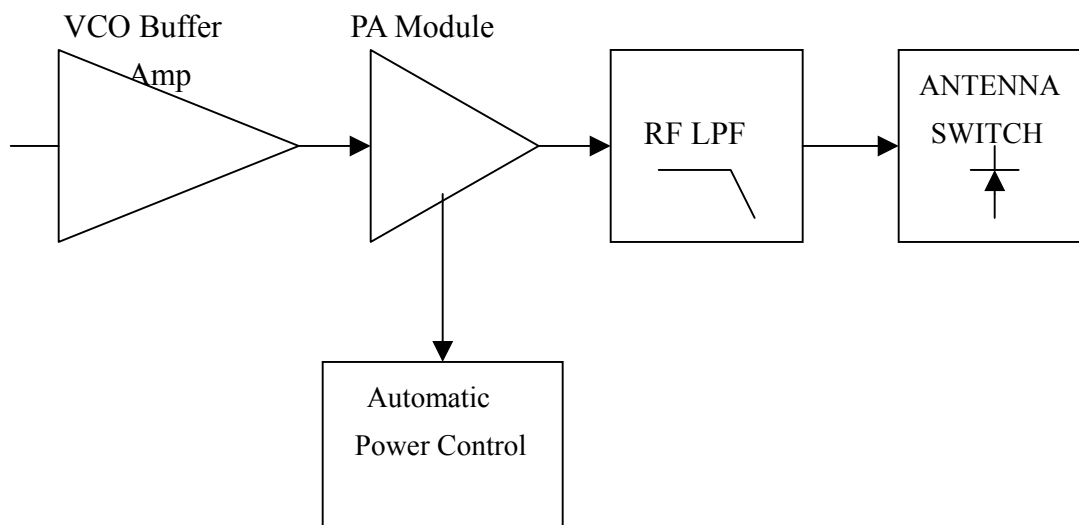 VCO Buffer
Amp
PA Module
RF LPF
ANTENNA
SWITCH
Automatic
Power Control